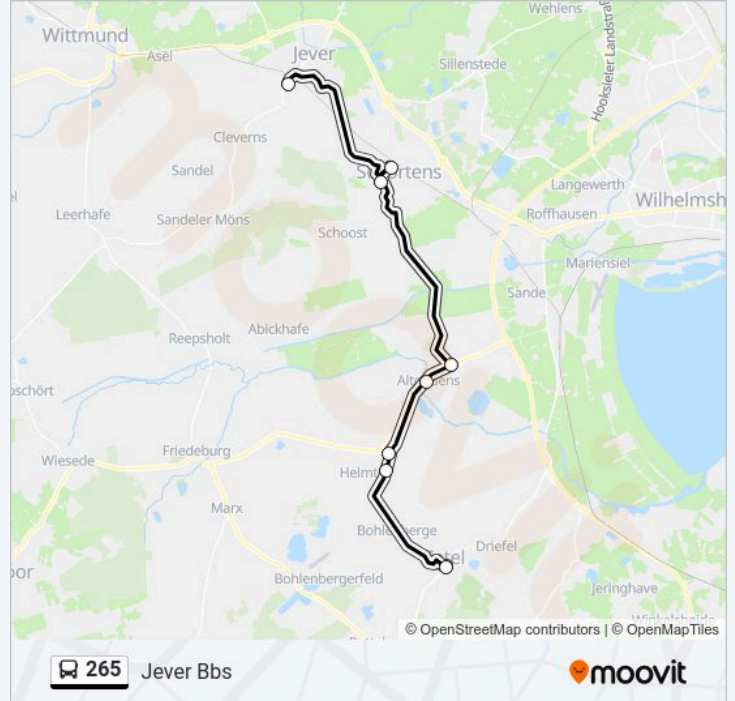 Wehlens
Wittmund
Jever
Asel
Sillenstede
Hooksieler
Cleverns
Sandel
Langewerth
Leerhafe
Sandeler Möns
Roffhausen
Wilhelmsh
Schoost
Mariensiel
Sande
Abickhafe
Reepsholt
Friedeburg
Wiesede
Marx
Driefel
Bohlenbergerfeld
Jeringhave
© OpenStreetMap contributors | © OpenMapTiles
265 Jever Bbs
moovit